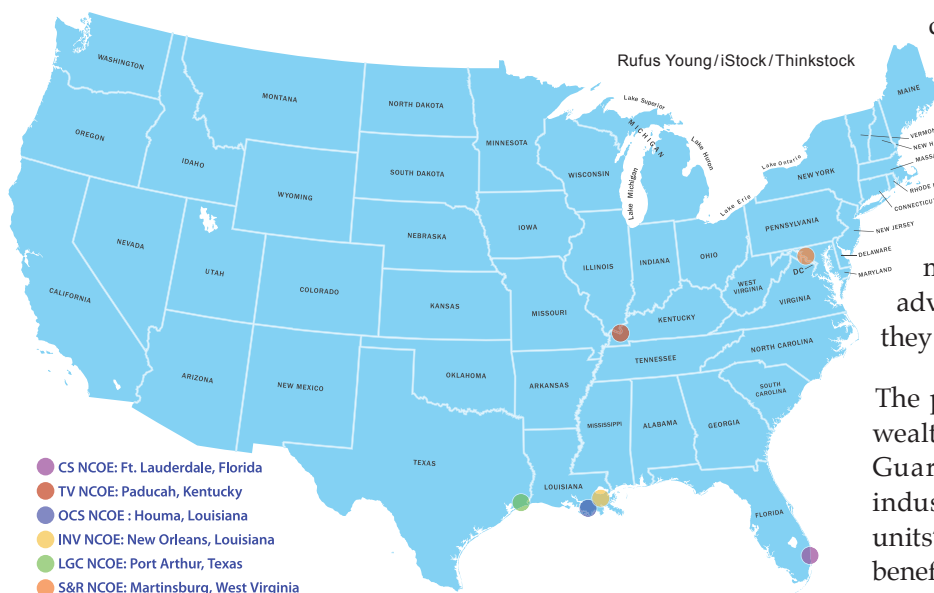 c
Rufus Young/iStock/Thinkstock
WASHINGTON
MONTANA
NORTH DAKOTA
MINNESOTA
Lake Superior
MICHIGAN
Lake Huron
Lake Michigan
Lake Ontario
Lake Erie
MAINE
VERMON
NEW H
MASSA
RHODE
CONNECTICUT
OREGON
IDAHO
WYOMING
SOUTH DAKOTA
WISCONSIN
NEW YORK
NEBRASKA
IOWA
PENNSYLVANIA
NEW JERSEY
NEVADA
UTAH
COLORADO
KANSAS
ILLINOIS
INDIANA
OHIO
WEST
VIRGINIA
DC
DELAWARE
MARYLAND
CALIFORNIA
MISSOURI
KENTUCKY
VIRGINIA
ARIZONA
NEW MEXICO
OKLAHOMA
ARKANSAS
TENNESSEE
NORTH CAROLINA
SOUTH
CAROLINA
TEXAS
LOUISIANA
MISSISSIPPI
ALABAMA
GEORGIA
FLORIDA
CS NCOE: Ft. Lauderdale, Florida
TV NCOE: Paducah, Kentucky
OCS NCOE : Houma, Louisiana
INV NCOE: New Orleans, Louisiana
LGC NCOE: Port Arthur, Texas
S&R NCOE: Martinsburg, West Virginia
adv
they
The p
wealt
Guar
indus
units
benef